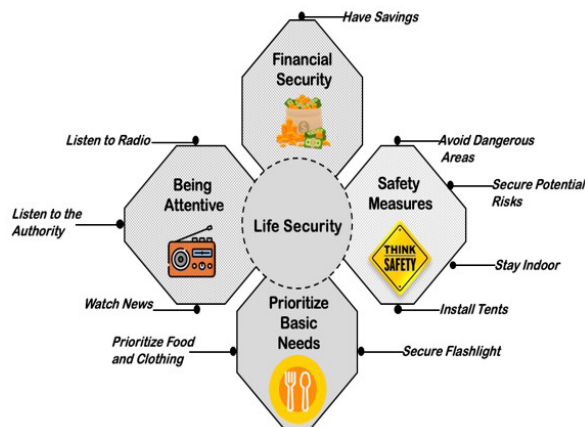 Have Savings
Financial
Security
Listen to Radio
Avoid Dangerous
Areas
Being
Attentive
Safety
Measures
Secure Potential
Risks
Listen to the
Authority
Life Security
THINK
SAFETY
Stay Indoor
Watch News
Prioritize
Basic
Needs
Install Tents
Prioritize Food
and Clothing
Secure Flashlight